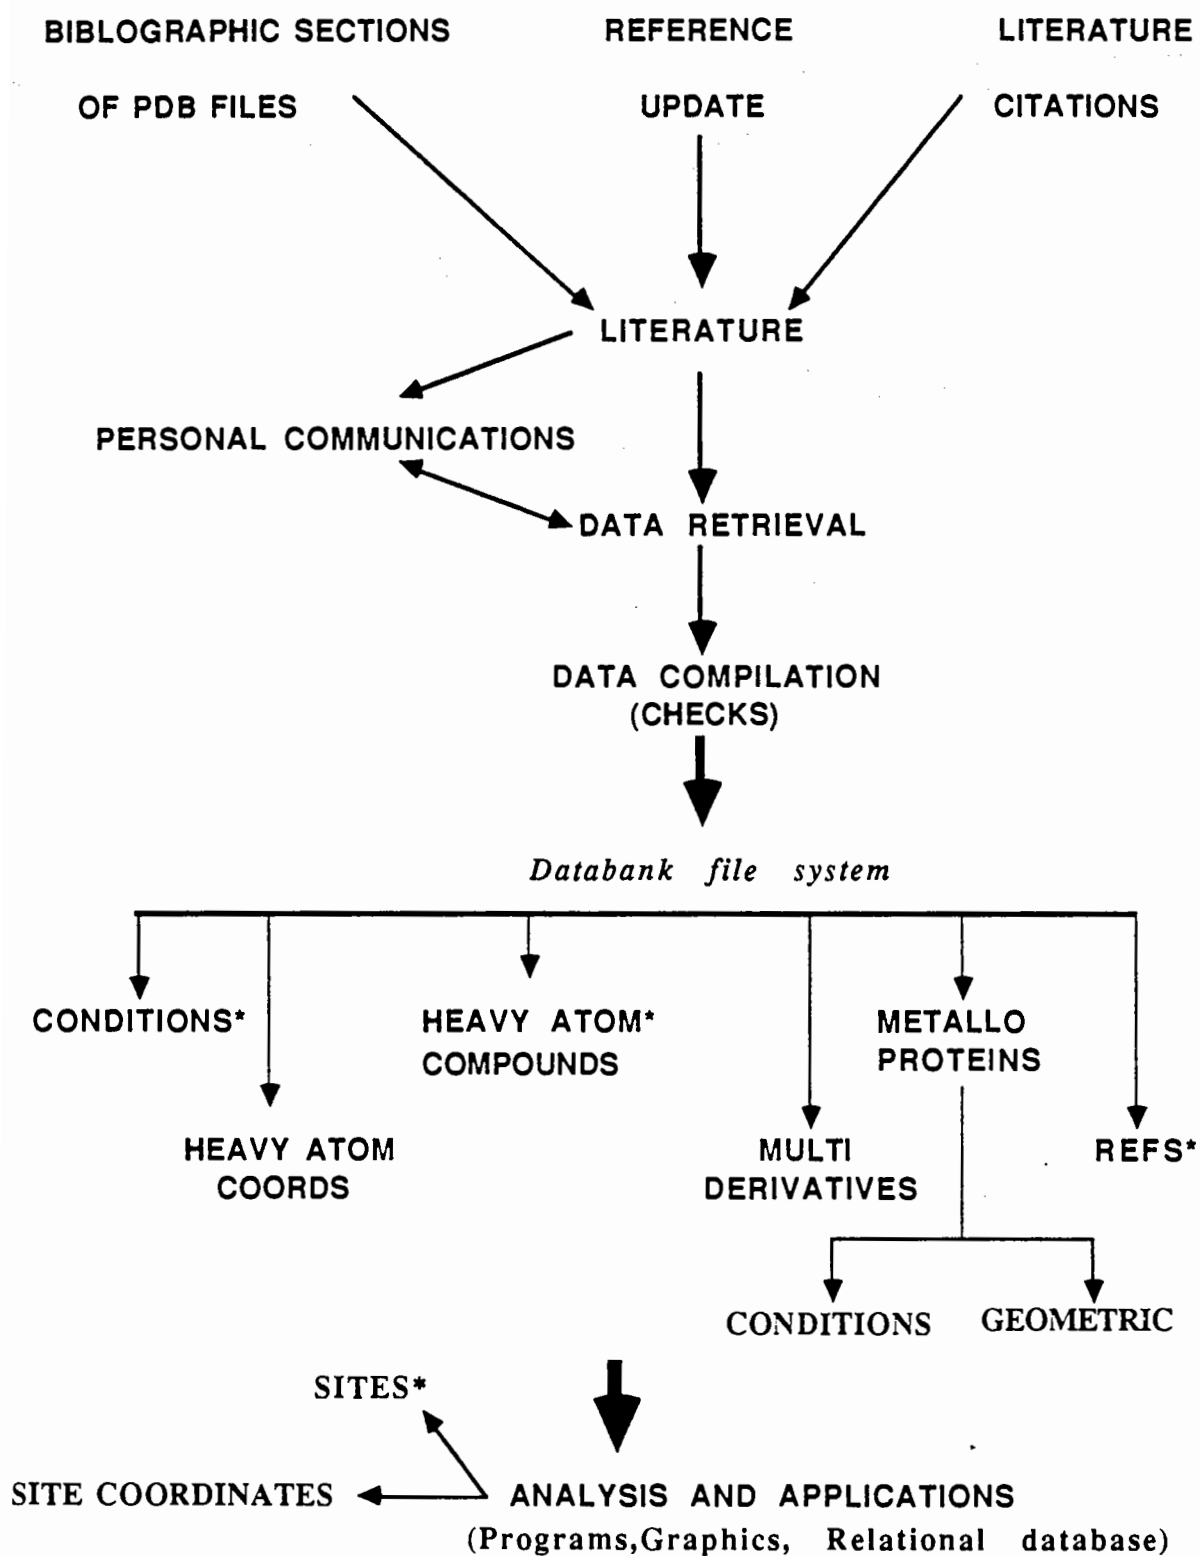 BIBLOGRAPHIC SECTIONS
OF PDB FILES
REFERENCE
UPDATE
LITERATURE
CITATIONS
LITERATURE
PERSONAL COMMUNICATIONS
DATA RETRIEVAL
DATA COMPILATION
(CHECKS)
Databank file system
CONDITIONS*
HEAVY ATOM*
COMPOUNDS
METALLO
PROTEINS
HEAVY ATOM
COORDS
MULTI
DERIVATIVES
REFS*
CONDITIONS
GEOMETRIC
SITES*
SITE COORDINATES
ANALYSIS AND APPLICATIONS
(Programs,Graphics, Relational database)